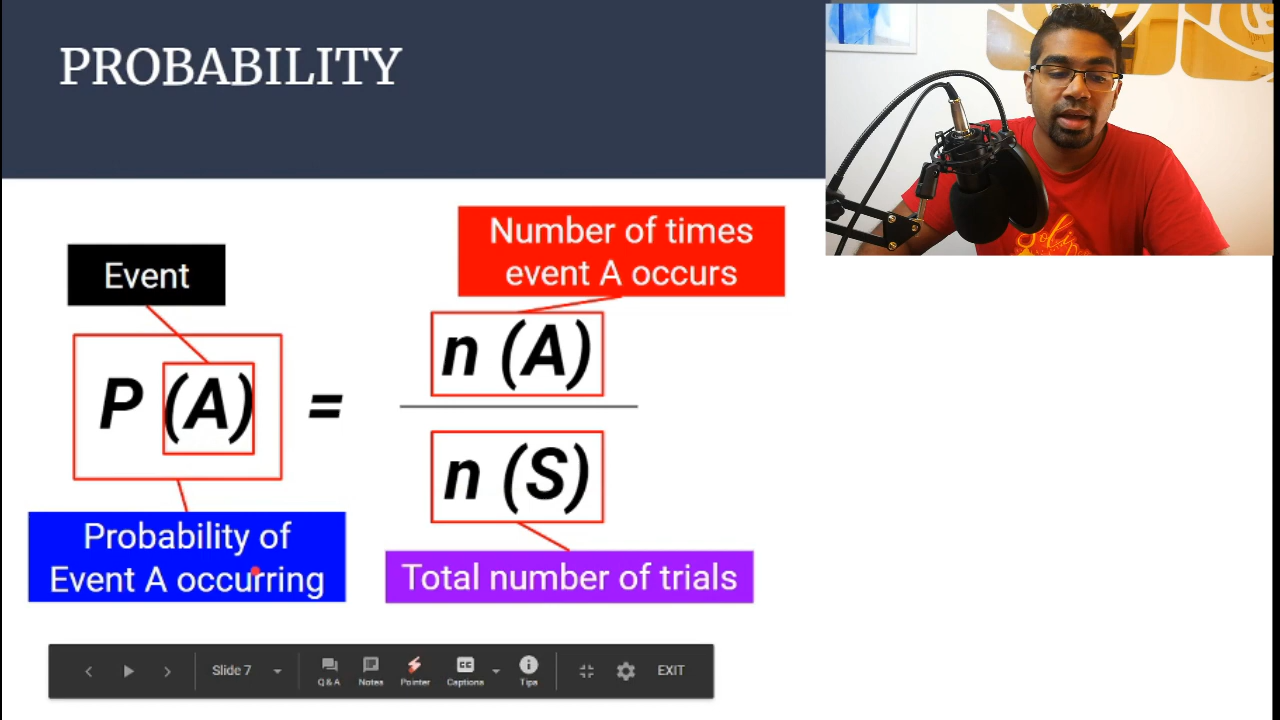 PROBABILITY
Event
Number of times
event A occurs
P (A) =
n (A)
n (S)
Probability of
Event A occurring
Total number of trials
Slide 7
Q & A
Notes
Pointer
CC
Captions
Tips
EXIT